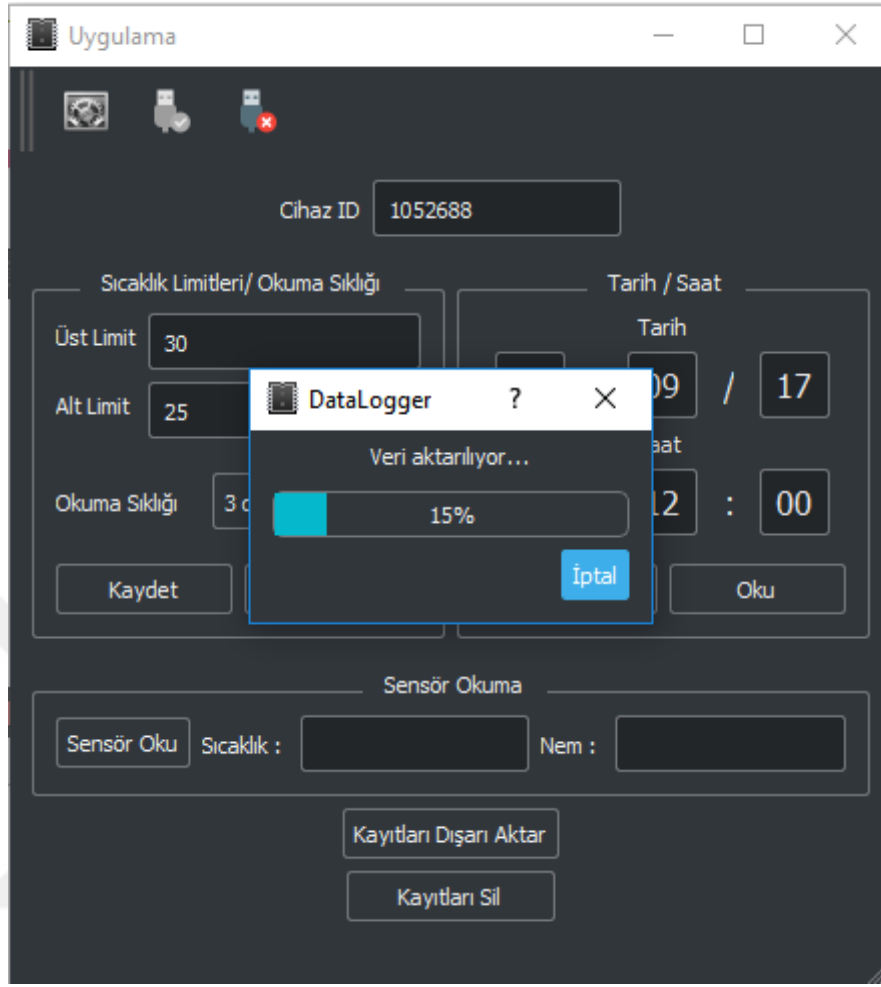 Uygulama
Cihaz ID 1052688
Sıcaklık Limitleri/ Okuma Sıklığı
Üst Limit 30
Alt Limit 25
Okuma Sıklığı 3
Kaydet
Tarih / Saat
Tarih
/ 17
12 : 00
Oku
DataLogger ? 
Veri aktarılıyor...
15%
İptal
Sensör Okuma
Sensör Oku Sıcaklık : Nem :
Kayıtları Dışarı Aktar
Kayıtları Sil